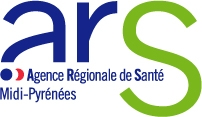 ars
Agence Régionale de Santé
Midi-Pyrénées